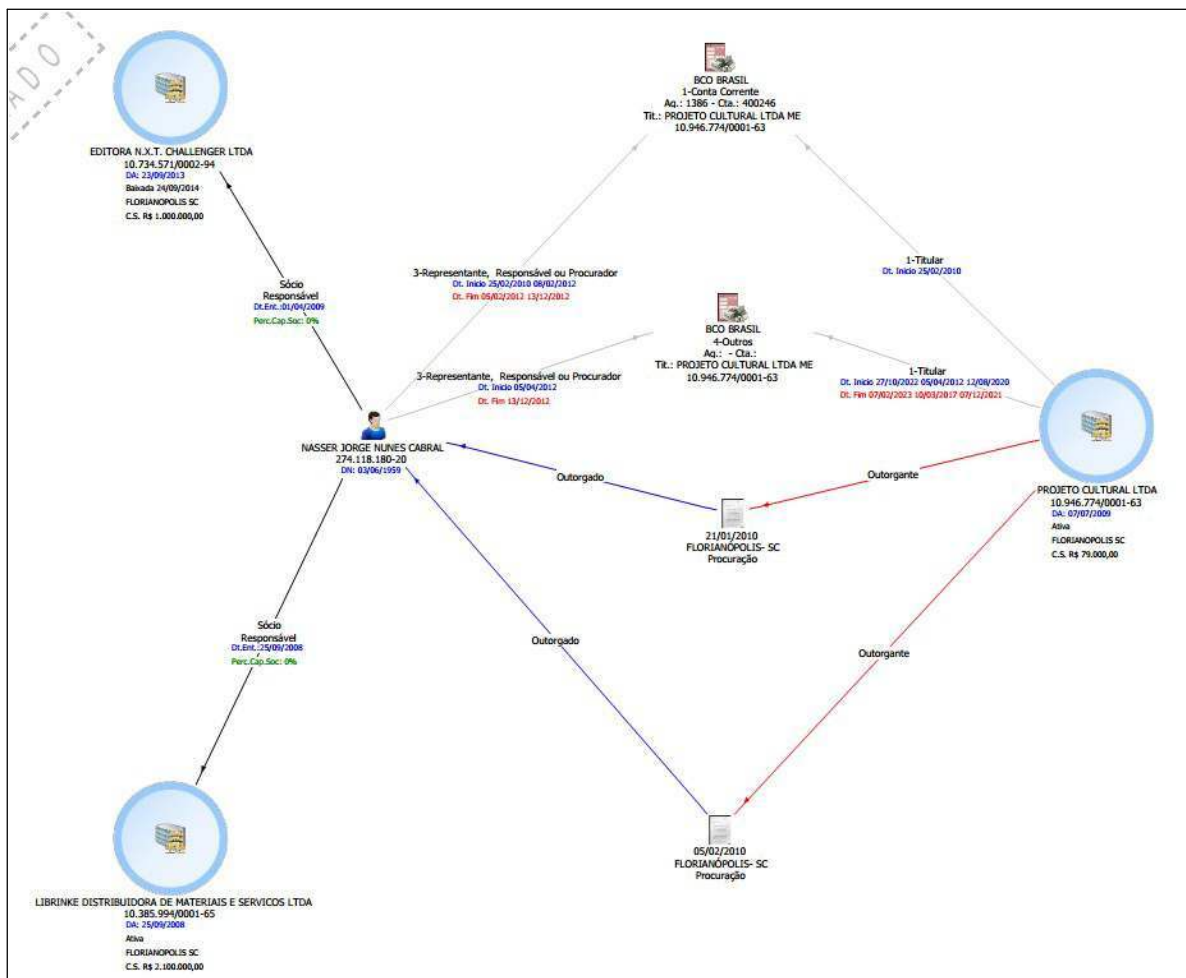 ADO
EDITORA N.X.T. CHALLENGER LTDA
10.734.571/0002-94
DA: 23/09/2013
Baixada 24/09/2014
FLORIANOPOLIS SC
C.S. R$ 1.000.000,00
BCO BRASIL
1-Conta Corrente
Ag.: 1386 - Cta.: 400246
Tit.: PROJETO CULTURAL LTDA ME
10.946.774/0001-63
Sócio
Responsável
Dt.Ent.:01/04/2009
Perc.Cap.Soc: 0%
3-Representante, Responsável ou Procurador
Dt. Inicio 25/02/2010 08/02/2012
Dt. Fim 05/02/2012 13/12/2012
1-Titular
Dt. Inicio 25/02/2010
BCO BRASIL
4-Outros
Ag.: - Cta.:
Tit.: PROJETO CULTURAL LTDA ME
10.946.774/0001-63
3-Representante, Responsável ou Procurador
Dt. Inicio 05/04/2012
Dt. Fim 13/12/2012
1-Titular
Dt. Inicio 27/10/2022 05/04/2012 12/08/2020
Dt. Fim 07/02/2023 10/03/2017 07/12/2021
NASSER JORGE NUNES CABRAL
274.118.180-20
DN: 03/06/1959
Outorgado
Outorgante
PROJETO CULTURAL LTDA
10.946.774/0001-63
DA: 07/07/2009
Ativa
FLORIANOPOLIS SC
C.S. R$ 79.000,00
21/01/2010
FLORIANÓPOLIS- SC
Procuração
Sócio
Responsável
Dt.Ent.:25/09/2008
Perc.Cap.Soc: 0%
Outorgado
Outorgante
05/02/2010
FLORIANÓPOLIS- SC
Procuração
LIBRINKE DISTRIBUIDORA DE MATERIAIS E SERVICOS LTDA
10.385.994/0001-65
DA: 25/09/2008
Ativa
FLORIANOPOLIS SC
C.S. R$ 2.100.000,00